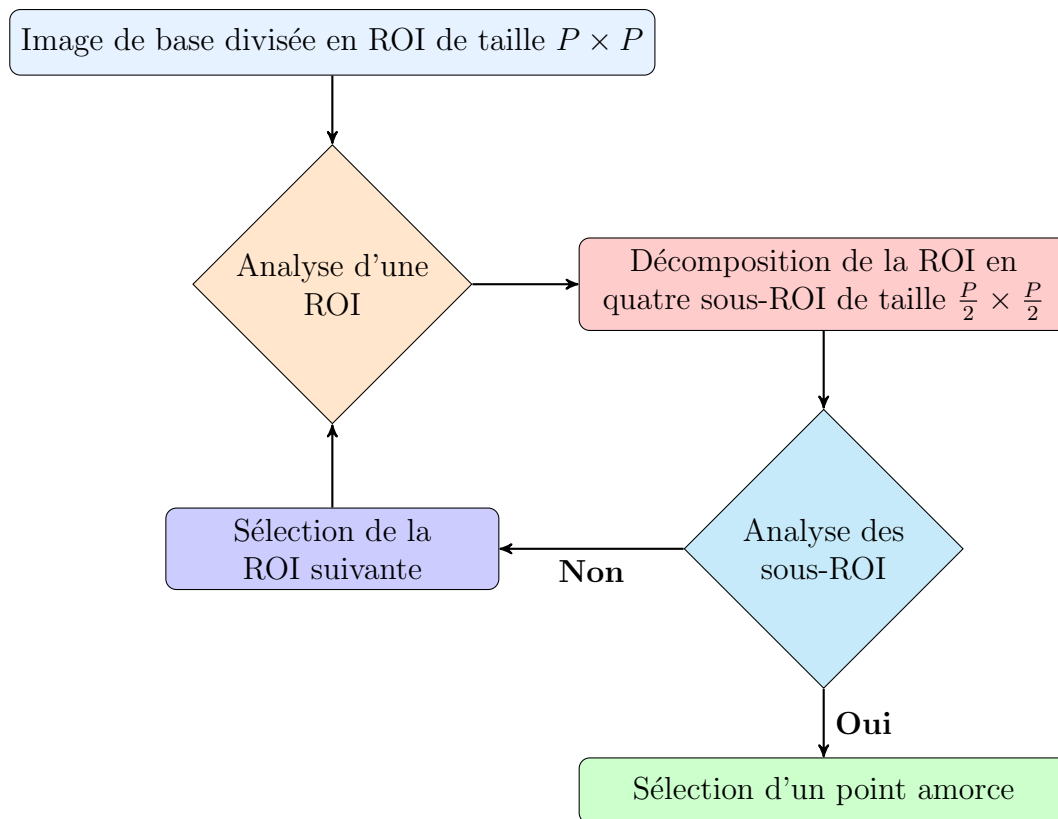 Image de base divisée en ROI de taille P × P
Analyse d'une
ROI
Décomposition de la ROI en
quatre sous-ROI de taille P/2 × P/2
Sélection de la
ROI suivante
Non
Analyse des
sous-ROI
Oui
Sélection d'un point amorce